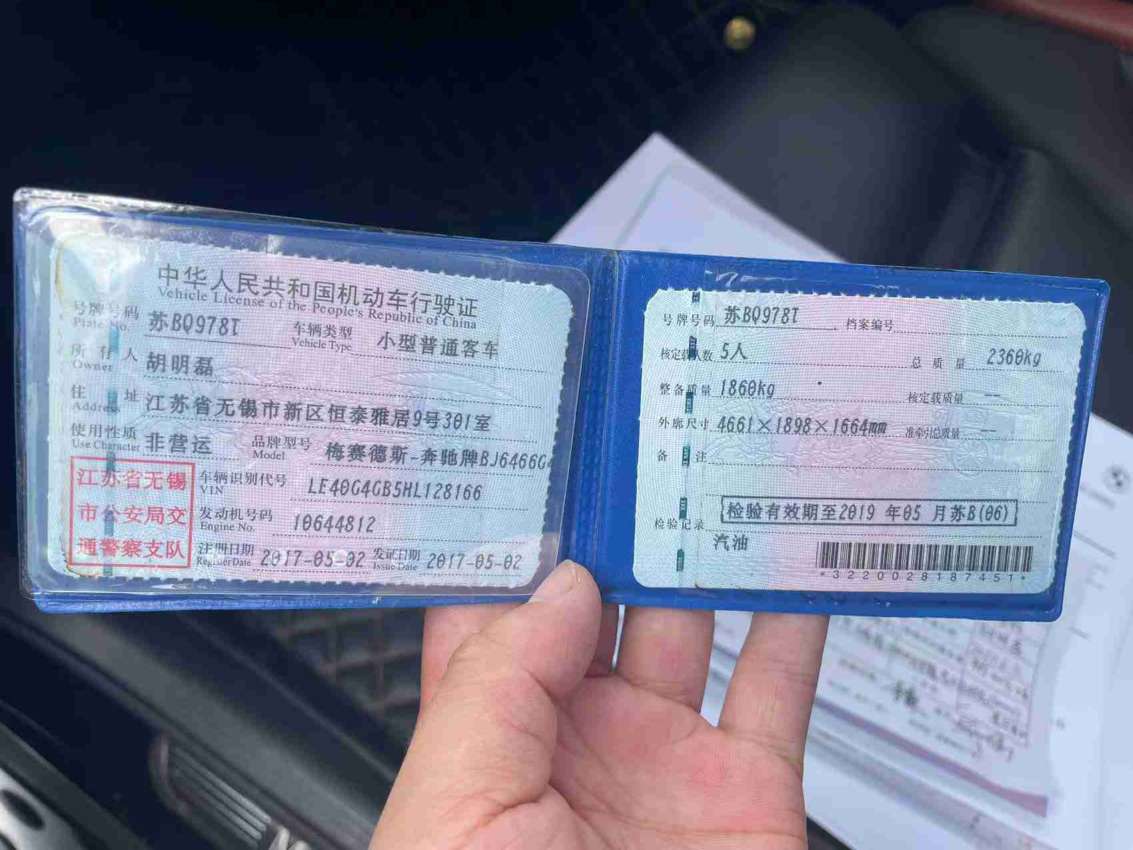 中华人民共和国机动车行驶证
Vehicle License of the People's Republic of China
号牌号码 苏BQ978T 车辆类型 小型普通客车
Plate No. Vehicle Type
所有人 胡明磊
Owner
住址 江苏省无锡市新区恒泰雅居9号301室
Address
使用性质 非营运 品牌型号 梅赛德斯-奔驰牌BJ6466G
Use Character Model
江苏省无锡
市公安局交
通警察支队
车辆识别代号 LE40G4GB5HL128166
VIN
发动机号码 10644812
Engine No.
注册日期 2017-05-02 发证日期 2017-05-02
Register Date Issue Date
号牌号码 苏BQ978T 档案编号
核定载人数 5人 总质量 2360kg
整备质量 1860kg 核定载质量 --
外廓尺寸 4661×1898×1664mm 准牵引总质量 --
备注
检验记录 检验有效期至2019 年05 月苏B(06)
汽油
*3220028187451*